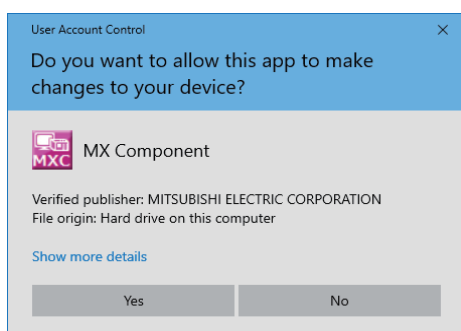 User Account Control
Do you want to allow this app to make
changes to your device?
MXC
MX Component
Verified publisher: MITSUBISHI ELECTRIC CORPORATION
File origin: Hard drive on this computer
Show more details
Yes
No